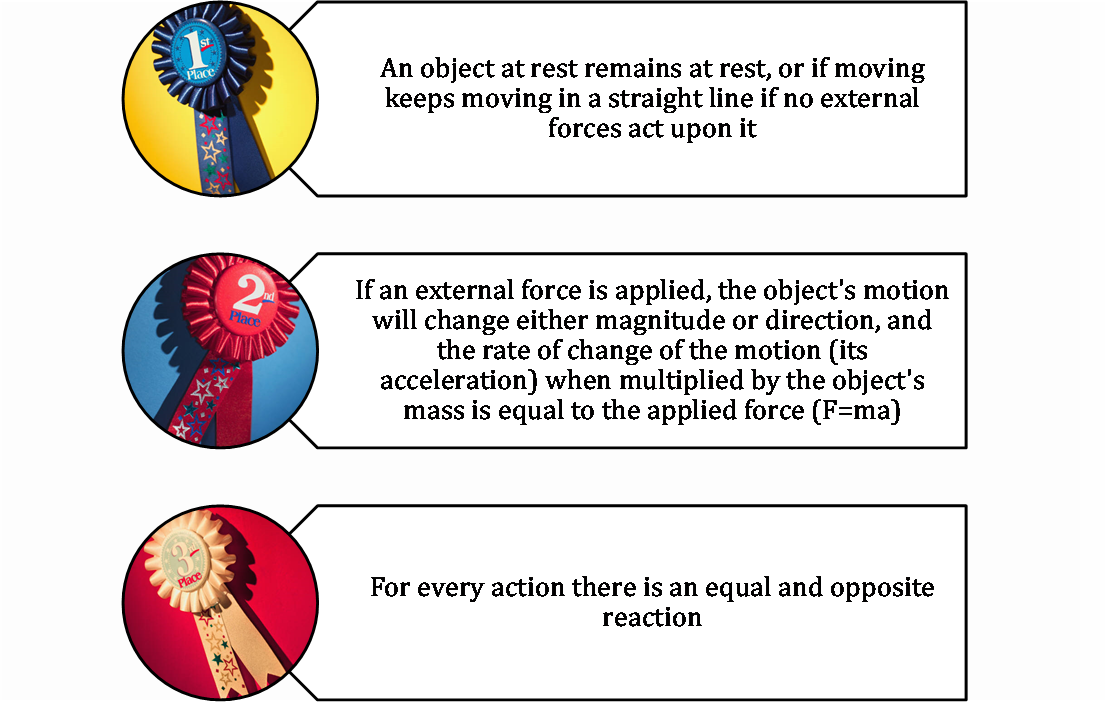 1st
Place
An object at rest remains at rest, or if moving
keeps moving in a straight line if no external
forces act upon it
2nd
Place
If an external force is applied, the object's motion
will change either magnitude or direction, and
the rate of change of the motion (its
acceleration) when multiplied by the object's
mass is equal to the applied force (F=ma)
3
Place
For every action there is an equal and opposite
reaction